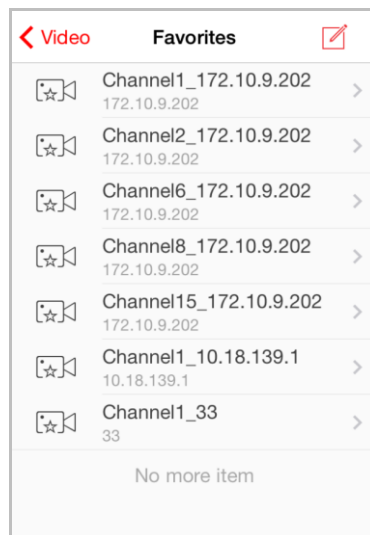 Video
Favorites
Channel1_172.10.9.202
172.10.9.202
Channel2_172.10.9.202
172.10.9.202
Channel6_172.10.9.202
172.10.9.202
Channel8_172.10.9.202
172.10.9.202
Channel15_172.10.9.202
172.10.9.202
Channel1_10.18.139.1
10.18.139.1
Channel1_33
33
No more item